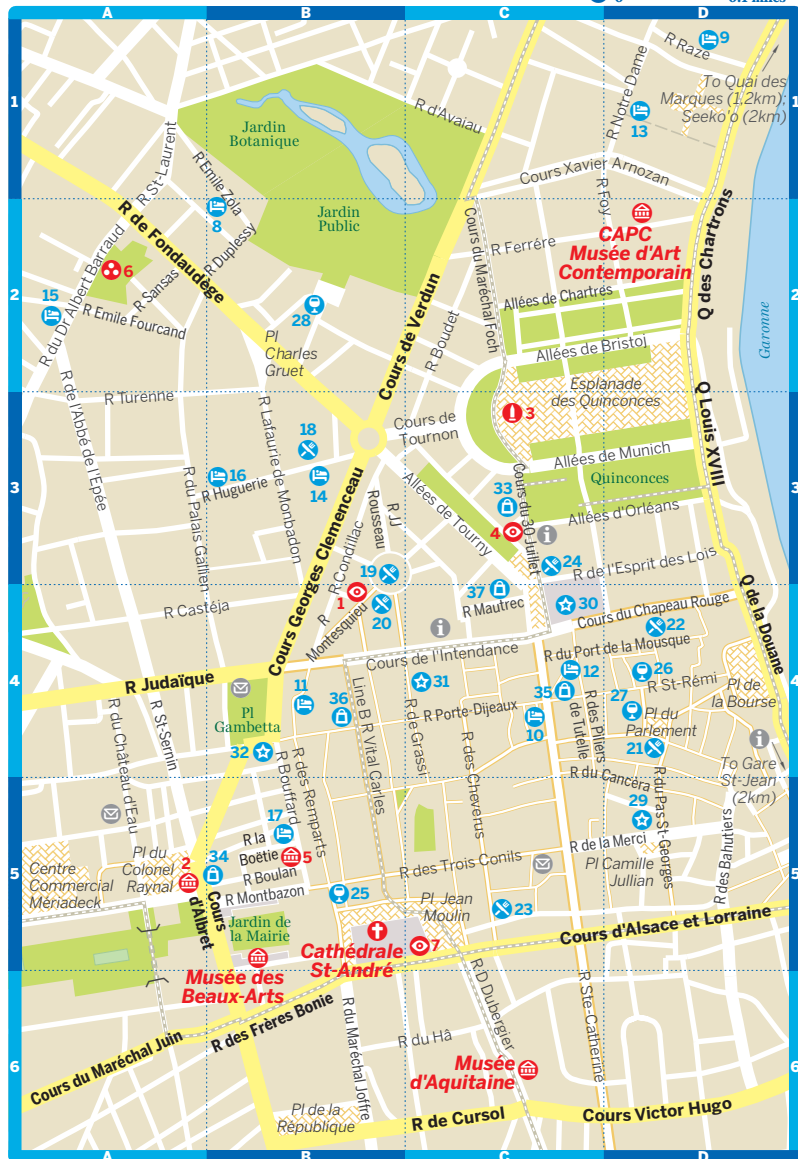 A
B
C
D
1
1
2
2
3
3
4
4
5
5
6
6
A
B
C
D
0
9
R Raze
To Quai des
Marques (1.2km);
Seeko'o (2km)
R Notre Dame
13
R d'Avaiau
Jardin
Botanique
R St-Laurent
R Emile Zola
Cours Xavier Arnozan
R Foy
8
Jardin
Public
CAPC
Musée d'Art
Contemporain
R de Fondaudège
R Duplessy
R Ferrére
Cours du Maréchal Foch
Q des Chartrons
6
R Sansas
R du Dr Albert Barraud
15
R Emile Fourcand
28
Allées de Chartres
Garonne
Pl
Charles
Gruet
Cours de Verdun
R Boudet
Allées de Bristoj
R Turenne
R de l'Abbé de l'Epée
Esplanade
des Quinconces
3
Q Louis XVIII
Cours de
Tournon
18
R Lafaurie de Monbadon
Allées de Munich
16
R Huguerie
14
R du Palais Gallien
Allées de Tourny
33
Quinconces
Cours du 30 Juillet
Allées d'Orléans
4
R JJ
Rousseau
R Condillac
Cours Georges Clemenceau
24
R de l'Esprit des Lois
19
37
R Mautrec
30
Q de la Douane
R Castéja
1
20
R
Montesquieu
Cours du Chapeau Rouge
22
Cours de l'Intendance
R du Port de la Mousque
R Judaïque
12
26
R St-Rémi
Pl de
la Bourse
11
36
31
35
27
Pl du
Parlement
Pl
Gambetta
R Porte-Dijeaux
10
R de Tutelle
R des Piliers
21
R St-Sernin
R du Château d'Eau
Line B R Vital Carles
R de Grassi
R des Cheverus
32
R Bouffard
R des Remparts
R du Cancéra
To Gare
St-Jean
(2km)
29
R du Pas St-Georges
17
R la
Boëtie
5
R de la Merci
R des Bahutiers
Pl du
Colonel
Raynal
2
34
R Boulan
R des Trois Conils
Pl Camille
Jullian
Centre
Commercial
Mériadeck
R Montbazon
25
Pl Jean
Moulin
23
Cours
d'Albret
Jardin de
la Mairie
Cathédrale
St-André
7
Cours d'Alsace et Lorraine
Musée des
Beaux-Arts
R D Dubergier
R Ste-Catherine
R des Frères Bonie
R du Maréchal Joffre
R du Hâ
Cours du Maréchal Juin
Musée
d'Aquitaine
Pl de la
République
R de Cursol
Cours Victor Hugo